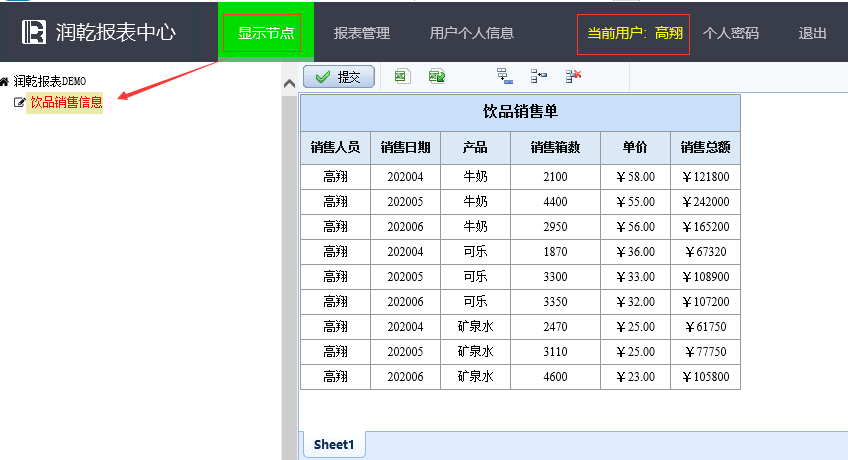 润乾报表中心 显示节点 报表管理 用户个人信息 当前用户: 高翔 个人密码 退出
润乾报表DEMO
饮品销售信息
提交
饮品销售单
销售人员 销售日期 产品 销售箱数 单价 销售总额
高翔 202004 牛奶 2100 ￥58.00 ￥121800
高翔 202005 牛奶 4400 ￥55.00 ￥242000
高翔 202006 牛奶 2950 ￥56.00 ￥165200
高翔 202004 可乐 1870 ￥36.00 ￥67320
高翔 202005 可乐 3300 ￥33.00 ￥108900
高翔 202006 可乐 3350 ￥32.00 ￥107200
高翔 202004 矿泉水 2470 ￥25.00 ￥61750
高翔 202005 矿泉水 3110 ￥25.00 ￥77750
高翔 202006 矿泉水 4600 ￥23.00 ￥105800
Sheet1